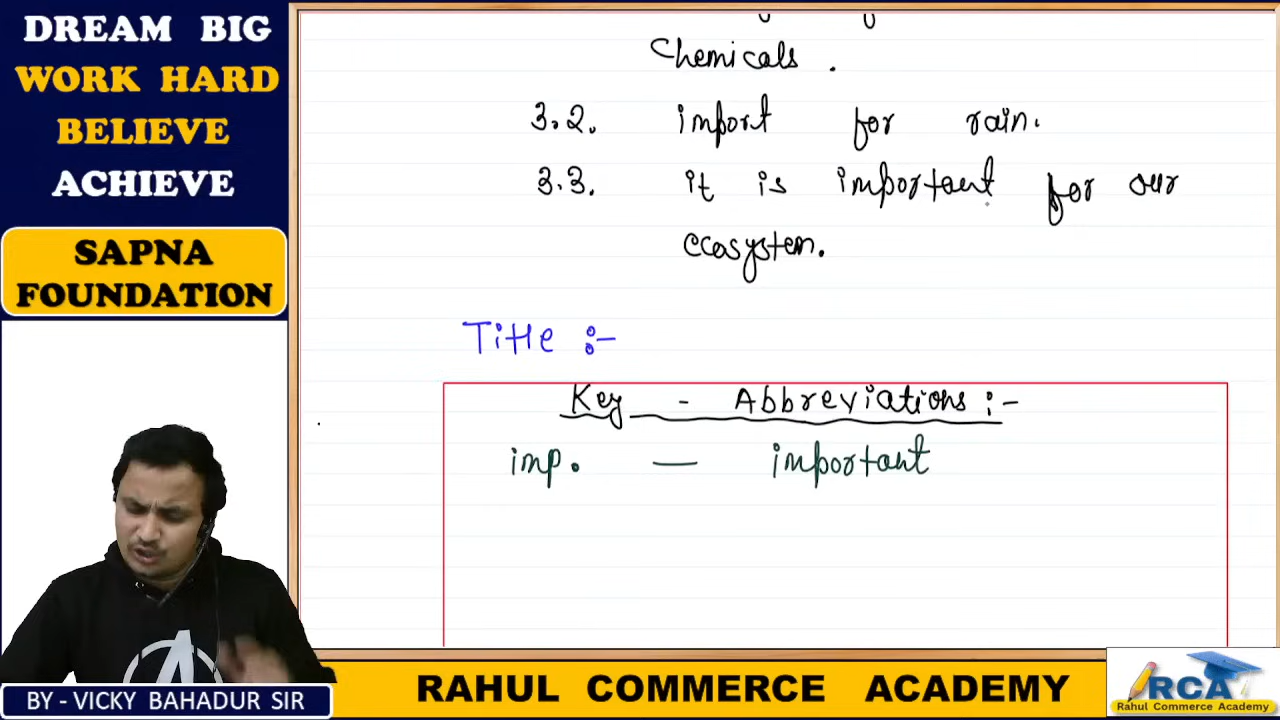 DREAM BIG
WORK HARD
BELIEVE
ACHIEVE
SAPNA
FOUNDATION
Chemicals .
3.2. import for rain.
3.3. it is important for our
ecosystem.
Title :-
Key - Abbreviations :-
imp. — important
BY - VICKY BAHADUR SIR
RAHUL COMMERCE ACADEMY
RCA
Rahul Commerce Academy